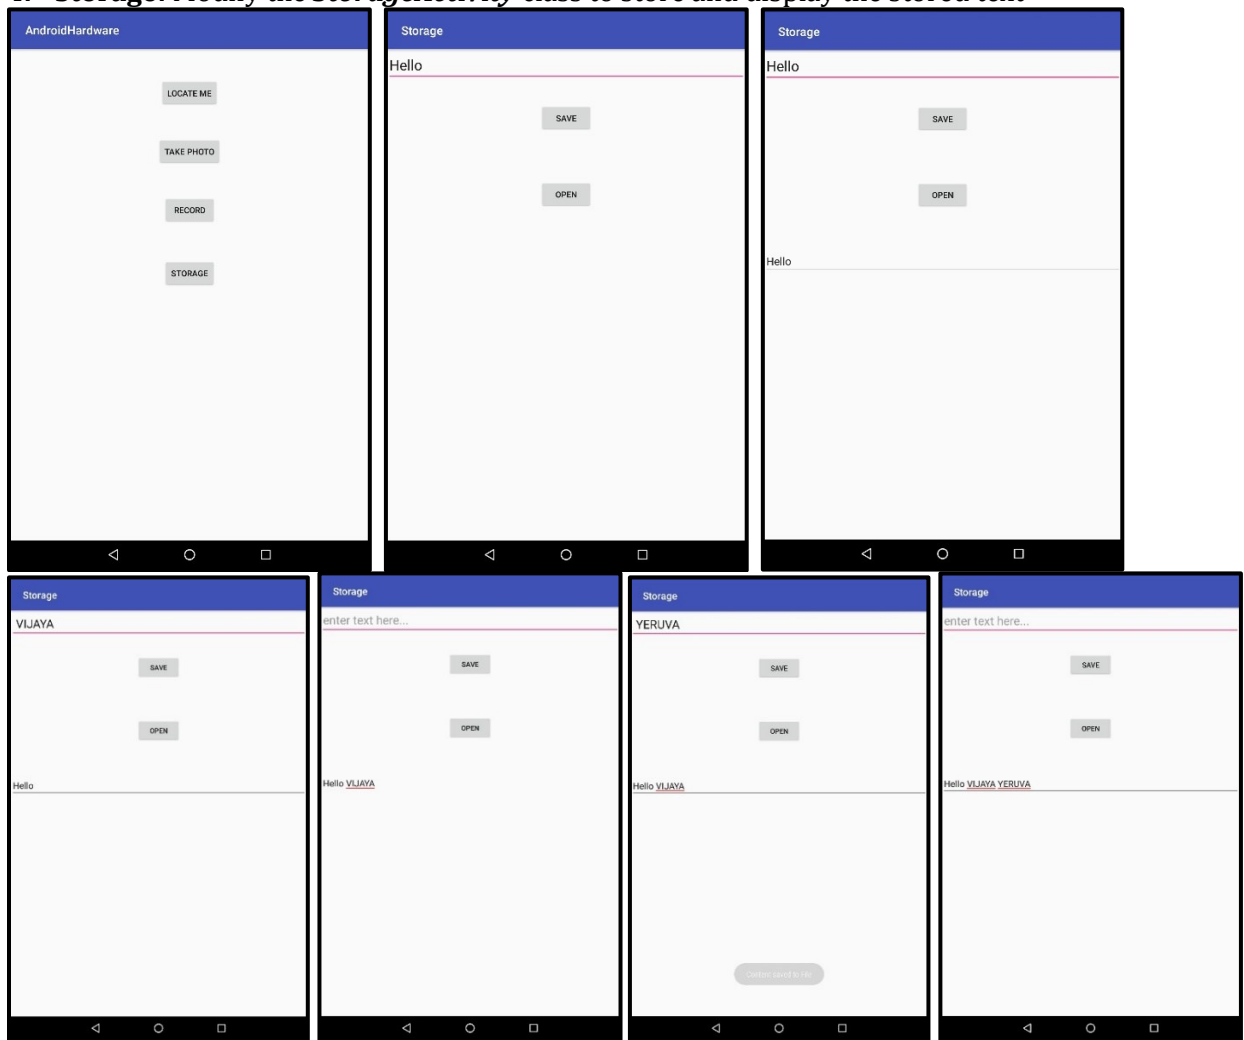 Storage: Modify the StorageActivity class to store and display the stored text
AndroidHardware
LOCATE ME
TAKE PHOTO
RECORD
STORAGE
Storage
Hello
SAVE
OPEN
Storage
Hello
SAVE
OPEN
Hello
Storage
VIJAYA
SAVE
OPEN
Hello
Storage
enter text here...
SAVE
OPEN
Hello VIJAYA
Storage
YERUVA
SAVE
OPEN
Hello VIJAYA
Storage
enter text here...
SAVE
OPEN
Hello VIJAYA YERUVA